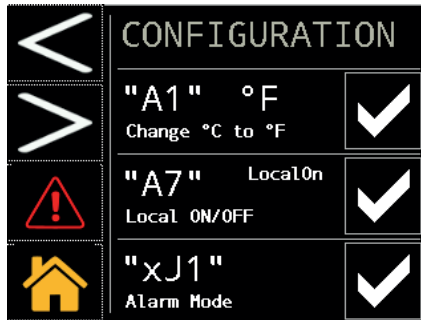 CONFIGURATION
"A1" °F
Change °C to °F
"A7" LocalOn
Local ON/OFF
"xJ1"
Alarm Mode